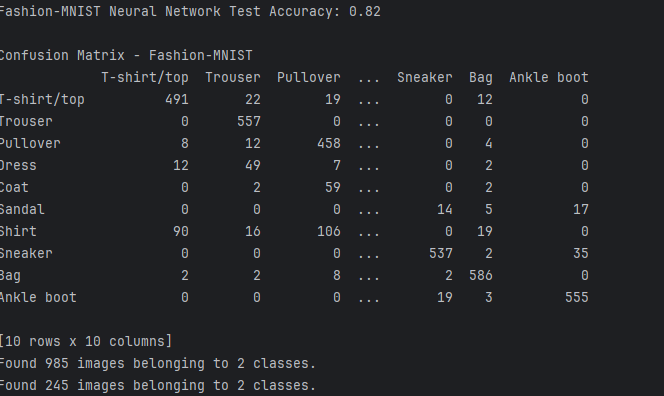 Fashion-MNIST Neural Network Test Accuracy: 0.82
Confusion Matrix - Fashion-MNIST
T-shirt/top Trouser Pullover ... Sneaker Bag Ankle boot
T-shirt/top 491 22 19 ... 0 12 0
Trouser 0 557 0 ... 0 0 0
Pullover 8 12 458 ... 0 4 0
Dress 12 49 7 ... 0 2 0
Coat 0 2 59 ... 0 2 0
Sandal 0 0 0 ... 14 5 17
Shirt 90 16 106 ... 0 19 0
Sneaker 0 0 0 ... 537 2 35
Bag 2 2 8 ... 2 586 0
Ankle boot 0 0 0 ... 19 3 555
[10 rows x 10 columns]
Found 985 images belonging to 2 classes.
Found 245 images belonging to 2 classes.